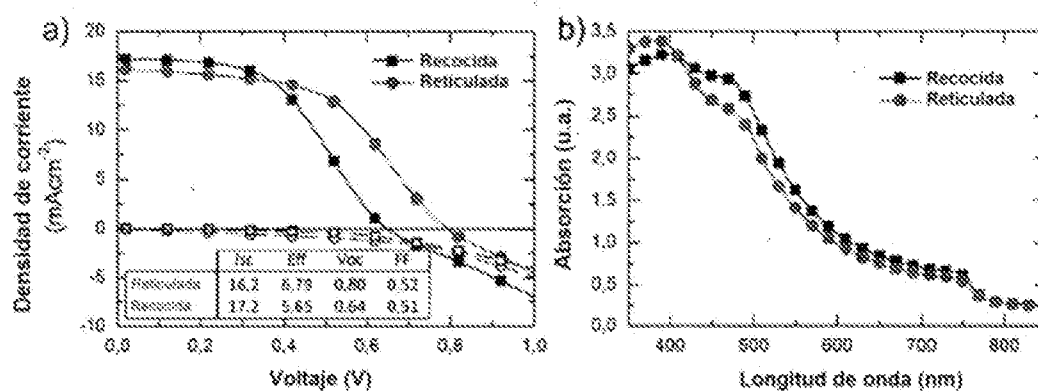 a)
20
15
10
5
0
-5
-10
Densidad de corriente
(mAcm⁻²)
Recocida
Reticulada
Jsc Eff Voc FF
Reticulada 16.2 6.79 0.80 0.52
Recocida 17.2 5.65 0.64 0.51
0,0 0,2 0,4 0,6 0,8 1,0
Voltaje (V)
b)
3,5
3,0
2,5
2,0
1,5
1,0
0,5
0,0
Absorción (u.a.)
Recocida
Reticulada
400 500 600 700 800
Longitud de onda (nm)